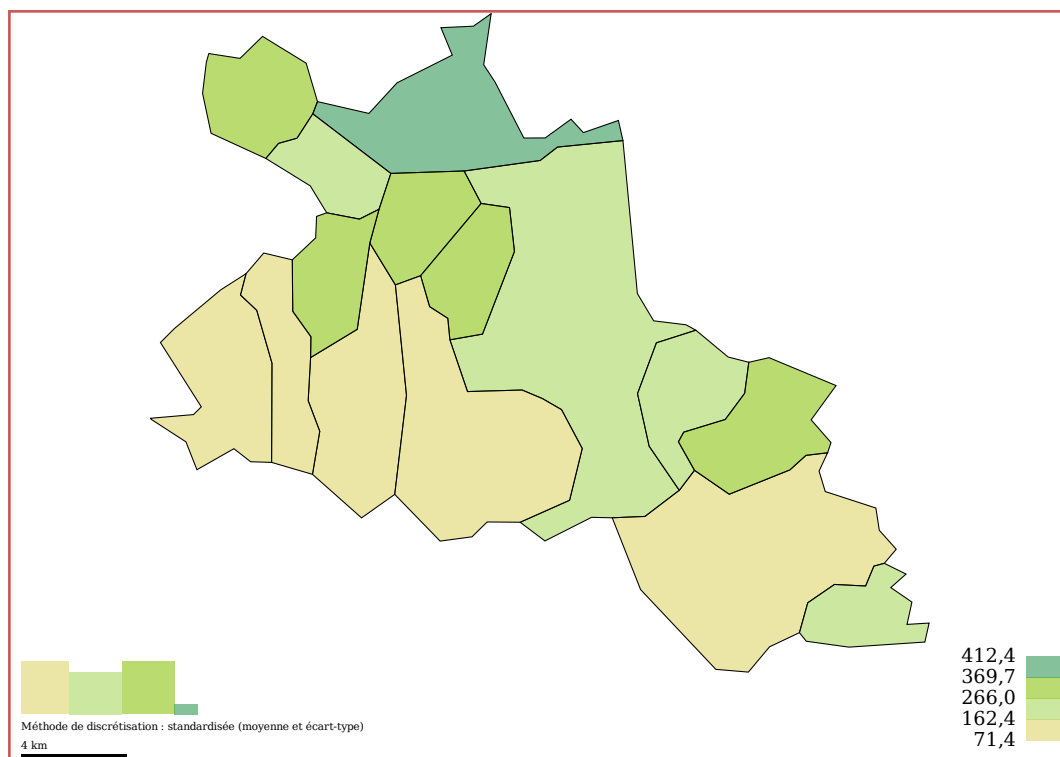 412,4
369,7
266,0
162,4
71,4
Méthode de discrétisation : standardisée (moyenne et écart-type)
4 km